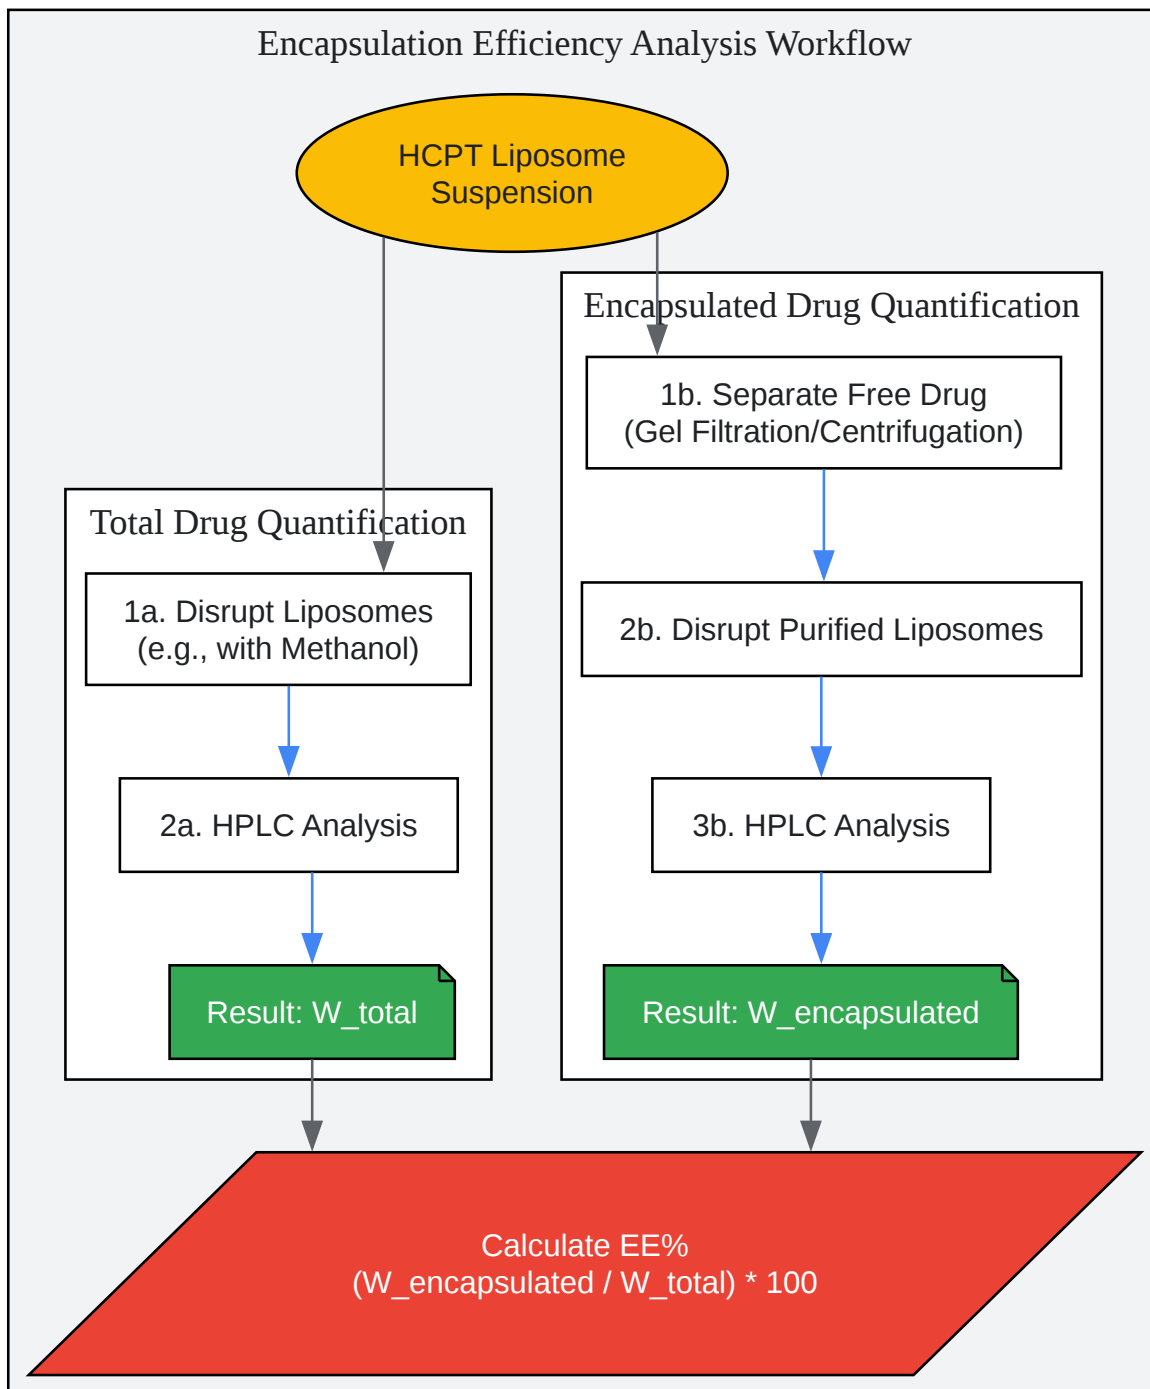 Encapsulation Efficiency Analysis Workflow
HCPT Liposome
Suspension
Total Drug Quantification
1a. Disrupt Liposomes
(e.g., with Methanol)
2a. HPLC Analysis
Result: W_total
Encapsulated Drug Quantification
1b. Separate Free Drug
(Gel Filtration/Centrifugation)
2b. Disrupt Purified Liposomes
3b. HPLC Analysis
Result: W_encapsulated
Calculate EE%
(W_encapsulated / W_total) * 100